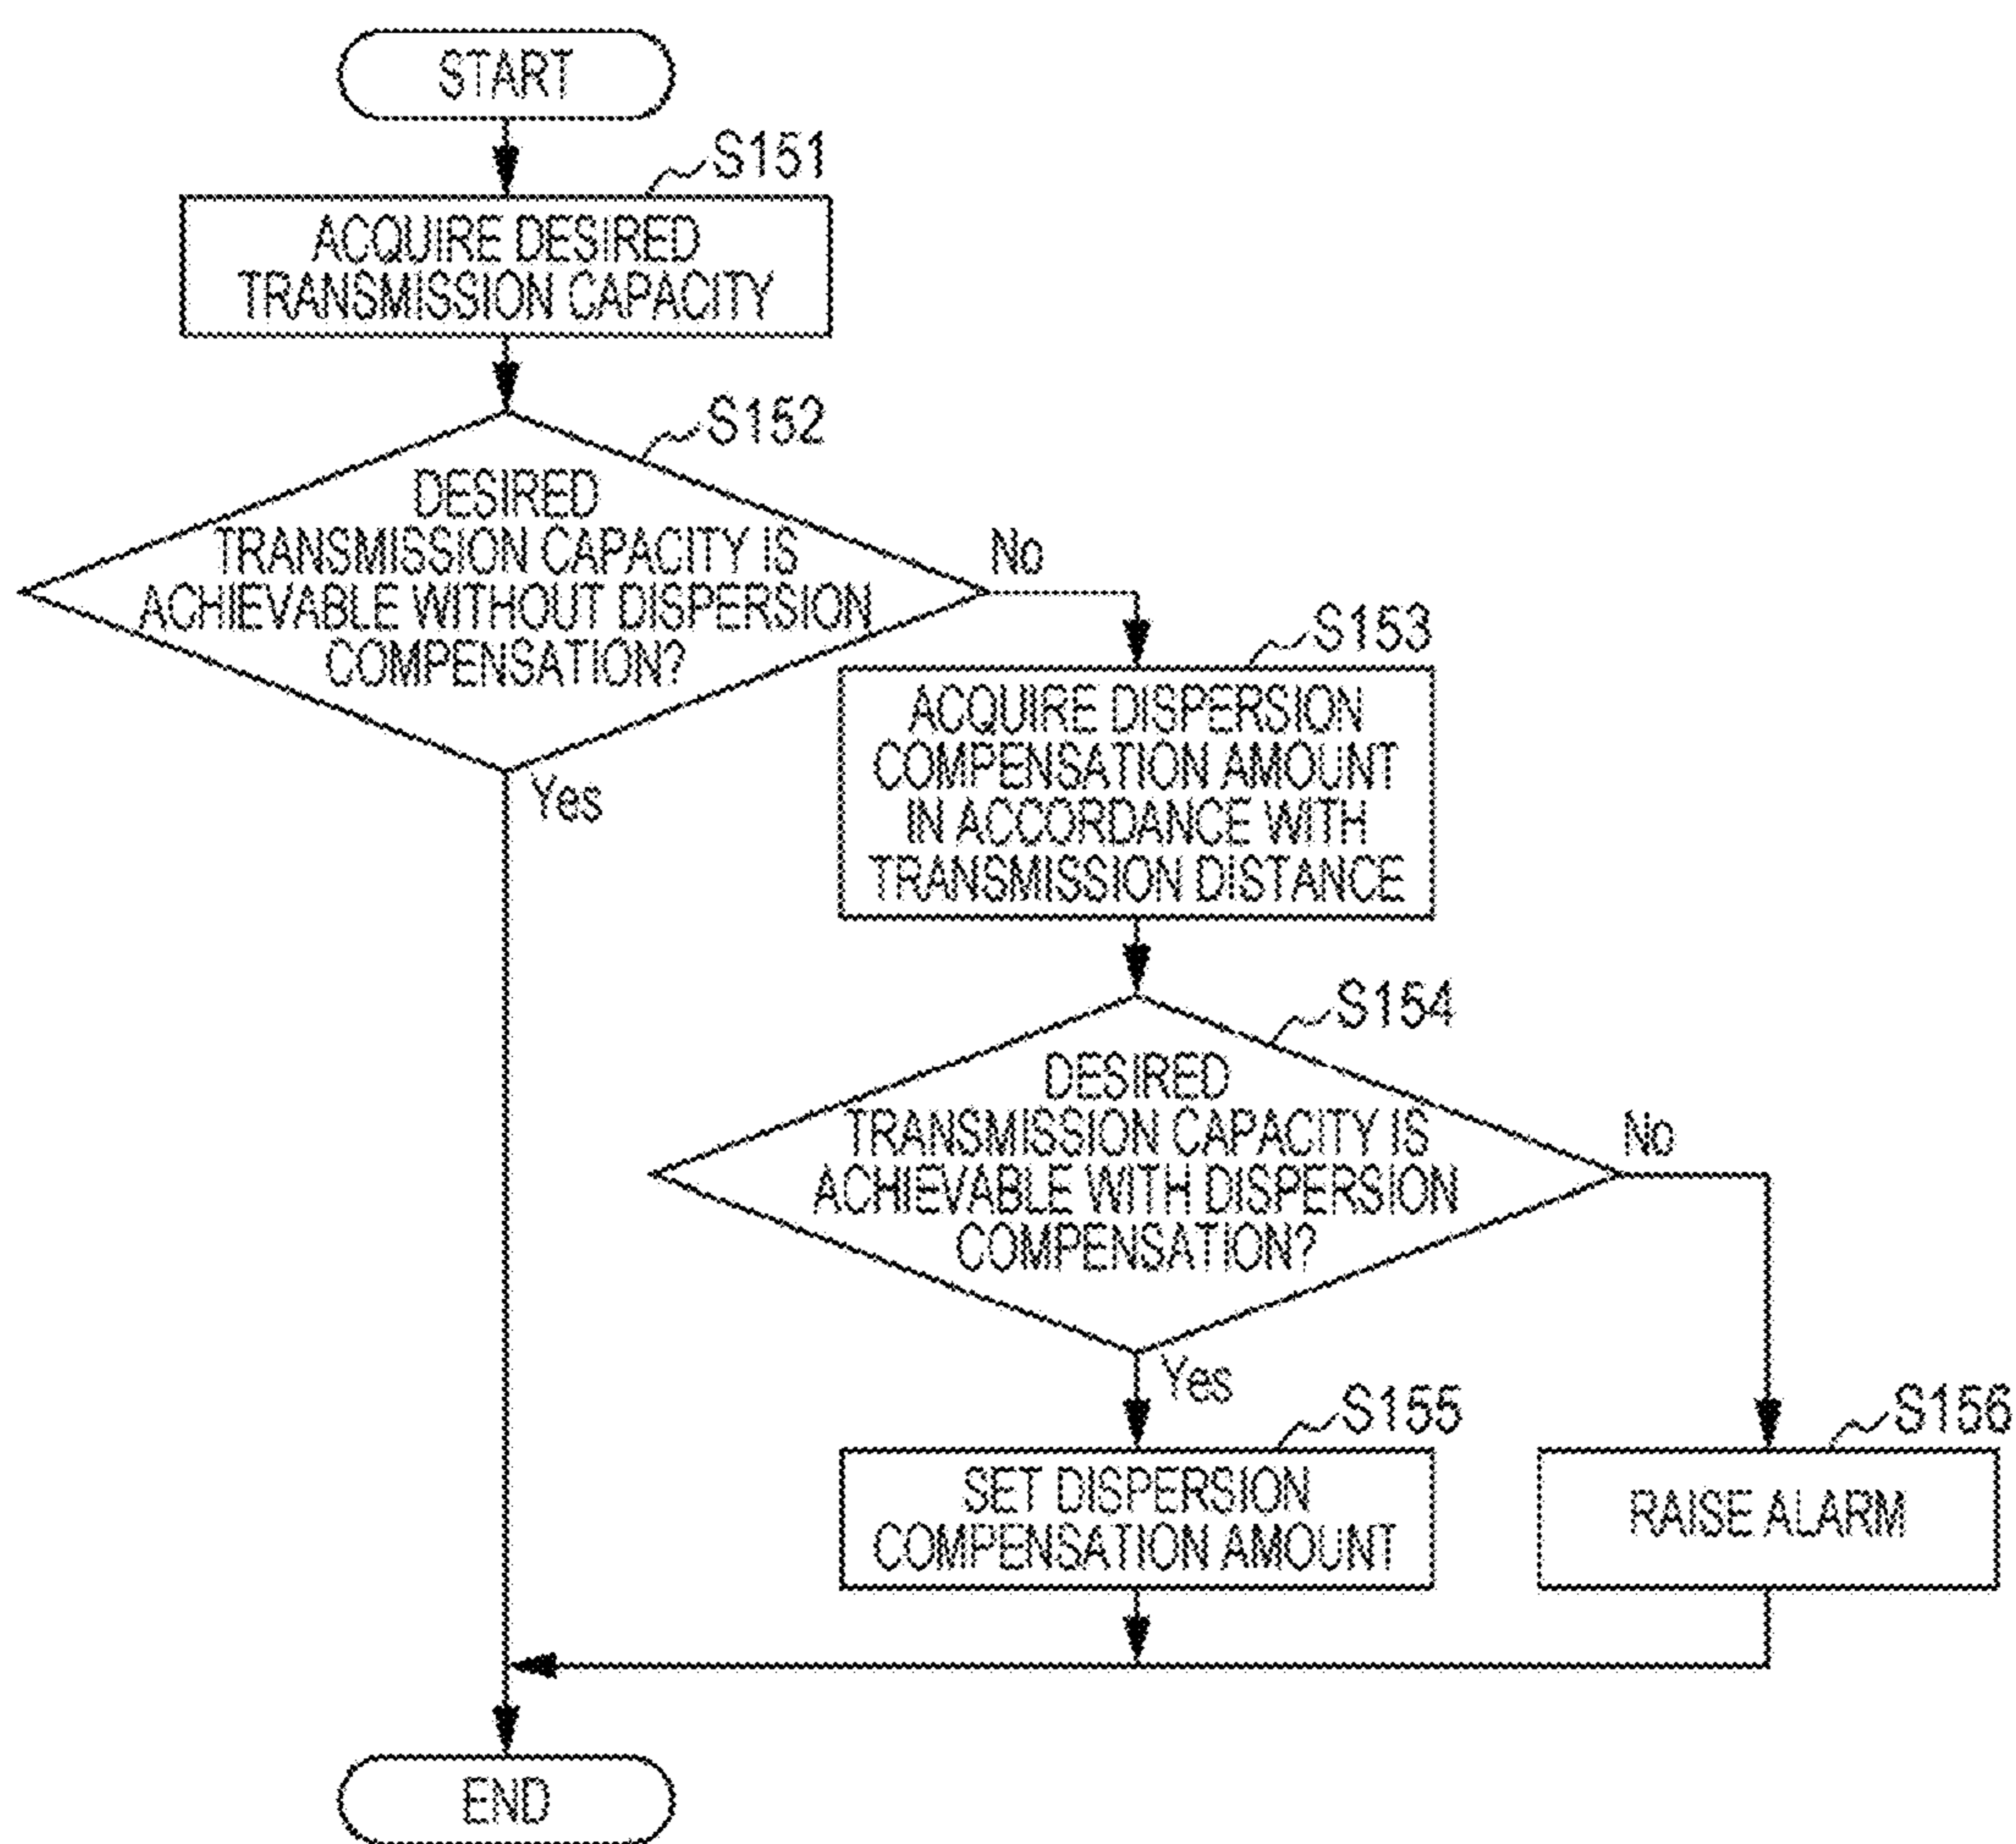 START
S151
ACQUIRE DESIRED
TRANSMISSION CAPACITY
S152
DESIRED
TRANSMISSION CAPACITY IS
ACHIEVABLE WITHOUT DISPERSION
COMPENSATION?
No
Yes
S153
ACQUIRE DISPERSION
COMPENSATION AMOUNT
IN ACCORDANCE WITH
TRANSMISSION DISTANCE
S154
DESIRED
TRANSMISSION CAPACITY IS
ACHIEVABLE WITH DISPERSION
COMPENSATION?
No
Yes
S155
SET DISPERSION
COMPENSATION AMOUNT
S156
RAISE ALARM
END